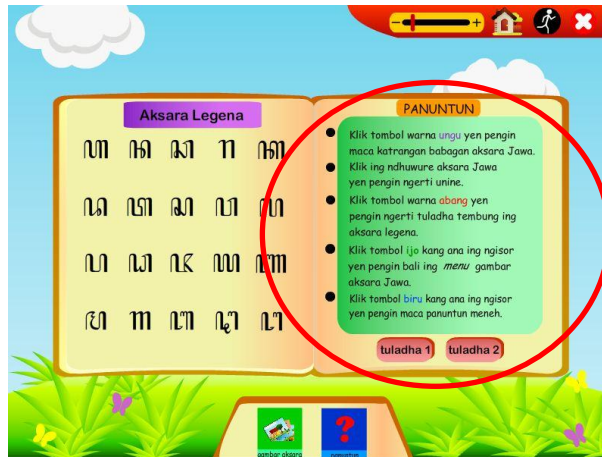 - +
Aksara Legena
ꦲ ꦤ ꦕ ꦫ ꦏ
ꦢ ꦠ ꦱ ꦮ ꦭ
ꦥ ꦝ ꦗ ꦪ ꦚ
ꦩ ꦒ ꦧ ꦛ ꦔ
PANUNTUN
• Klik tombol warna ungu yen pengin
maca katrangan babagan aksara Jawa.
• Klik ing ndhuwure aksara Jawa
yen pengin ngerti unine.
• Klik tombol warna abang yen
pengin ngerti tuladha tembung ing
aksara legena.
• Klik tombol ijo kang ana ing ngisor
yen pengin bali ing menu gambar
aksara Jawa.
• Klik tombol biru kang ana ing ngisor
yen pengin maca panuntun meneh.
tuladha 1 tuladha 2
?
gambar aksara panuntun